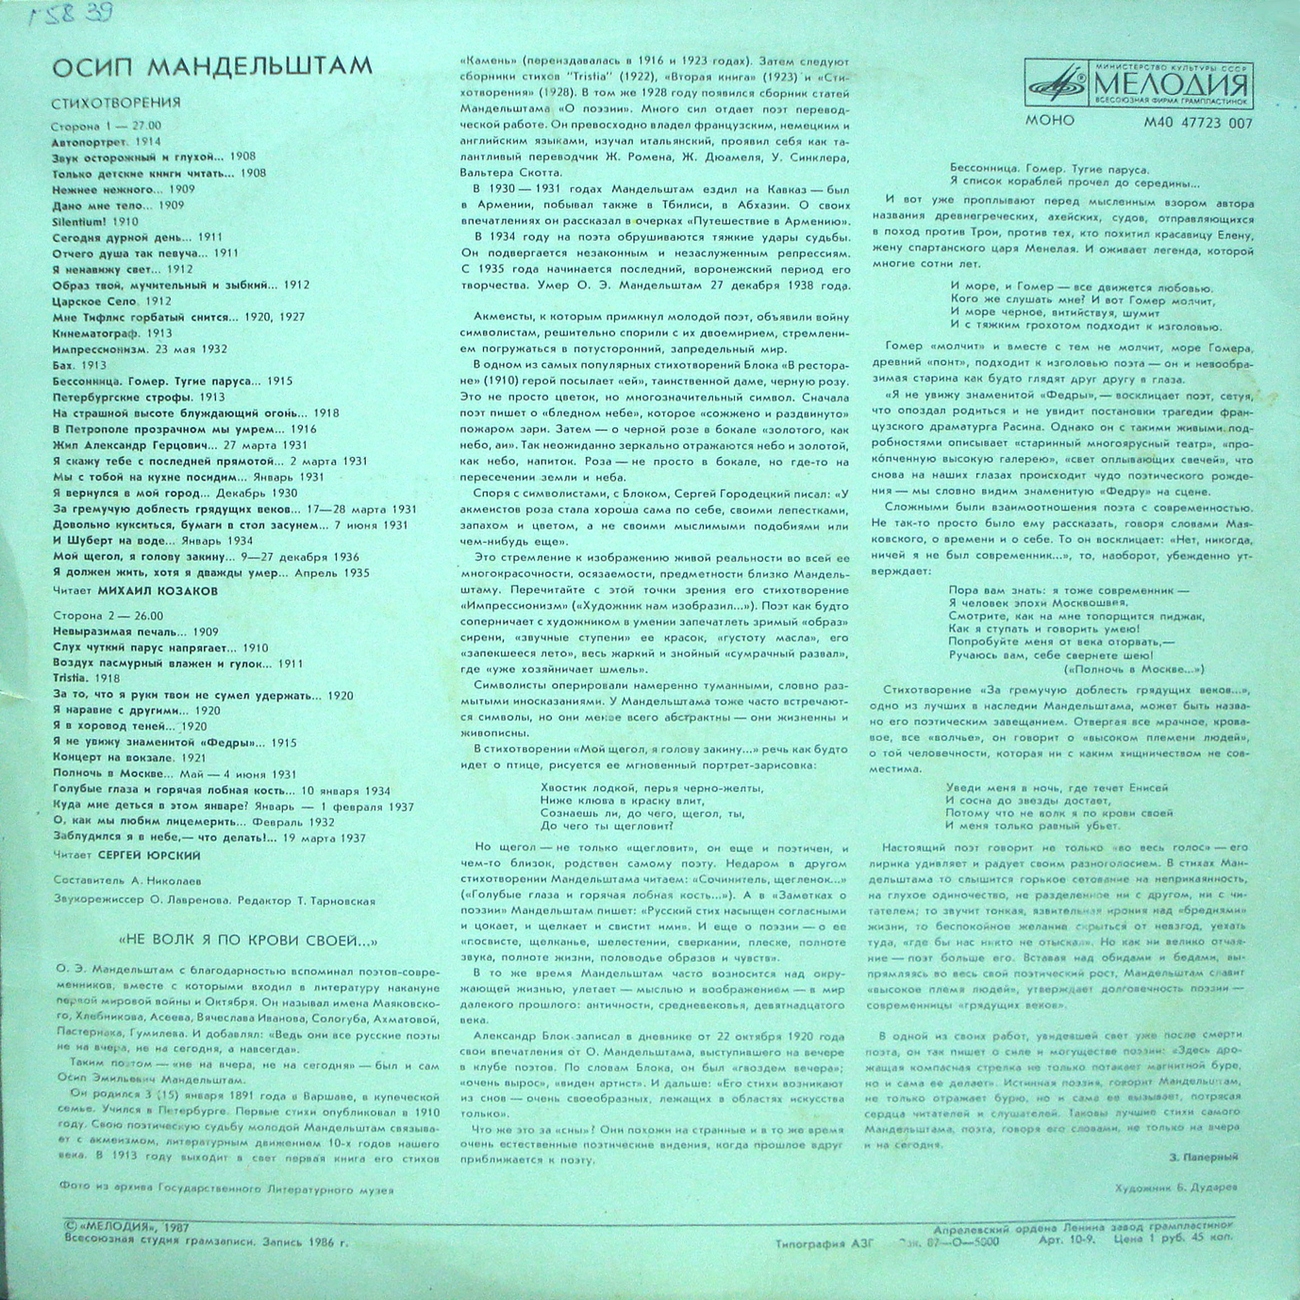 1582 39
ОСИП МАНДЕЛЬШТАМ
СТИХОТВОРЕНИЯ
Сторона 1 — 27.00
Автопортрет. 1914
Звук осторожный и глухой... 1908
Только детские книги читать... 1908
Нежнее нежного... 1909
Дано мне тело... 1909
Silentium! 1910
Сегодня дурной день... 1911
Отчего душа так певуча... 1911
Я ненавижу свет... 1912
Образ твой, мучительный и зыбкий... 1912
Царское Село. 1912
Мне Тифлис горбатый снится... 1920, 1927
Кинематограф. 1913
Импрессионизм. 23 мая 1932
Бах. 1913
Бессонница. Гомер. Тугие паруса... 1915
Петербургские строфы. 1913
На страшной высоте блуждающий огонь... 1918
В Петрополе прозрачном мы умрем... 1916
Жил Александр Герцович... 27 марта 1931
Я скажу тебе с последней прямотой... 2 марта 1931
Мы с тобой на кухне посидим... Январь 1931
Я вернулся в мой город... Декабрь 1930
За гремучую доблесть грядущих веков... 17—28 марта 1931
Довольно кукситься, бумаги в стол засунем... 7 июня 1931
И Шуберт на воде... Январь 1934
Мой щегол, я голову закину... 9—27 декабря 1936
Я должен жить, хотя я дважды умер... Апрель 1935
Читает МИХАИЛ КОЗАКОВ
Сторона 2 — 26.00
Невыразимая печаль... 1909
Слух чуткий парус напрягает... 1910
Воздух пасмурный влажен и гулок... 1911
Tristia. 1918
За то, что я руки твои не сумел удержать... 1920
Я наравне с другими... 1920
Я в хоровод теней... 1920
Я не увижу знаменитой «Федры»... 1915
Концерт на вокзале. 1921
Полночь в Москве... Май — 4 июня 1931
Голубые глаза и горячая лобная кость... 10 января 1934
Куда мне деться в этом январе? Январь — 1 февраля 1937
О, как мы любим лицемерить... Февраль 1932
Заблудился я в небе,— что делать!... 19 марта 1937
Читает СЕРГЕЙ ЮРСКИЙ
Составитель А. Николаев
Звукорежиссер О. Лавренова. Редактор Т. Тарновская
«НЕ ВОЛК Я ПО КРОВИ СВОЕЙ...»
О. Э. Мандельштам с благодарностью вспоминал поэтов-совре-
менников, вместе с которыми входил в литературу накануне
первой мировой войны и Октября. Он называл имена Маяковско-
го, Хлебникова, Асеева, Вячеслава Иванова, Сологуба, Ахматовой,
Пастернака, Гумилева. И добавлял: «Ведь они все русские поэты
не на вчера, не на сегодня, а навсегда».
Таким поэтом — «не на вчера, не на сегодня» — был и сам
Осип Эмильевич Мандельштам.
Он родился 3 (15) января 1891 года в Варшаве, в купеческой
семье. Учился в Петербурге. Первые стихи опубликовал в 1910
году. Свою поэтическую судьбу молодой Мандельштам связыва-
ет с акмеизмом, литературным движением 10-х годов нашего
века. В 1913 году выходит в свет первая книга его стихов
Фото из архива Государственного Литературного музея
«Камень» (переиздавалась в 1916 и 1923 годах). Затем следуют
сборники стихов "Tristia" (1922), «Вторая книга» (1923) и «Сти-
хотворения» (1928). В том же 1928 году появился сборник статей
Мандельштама «О поэзии». Много сил отдает поэт перевод-
ческой работе. Он превосходно владел французским, немецким и
английским языками, изучал итальянский, проявил себя как та-
лантливый переводчик Ж. Ромена, Ж. Дюамеля, У. Синклера,
Вальтера Скотта.
В 1930 — 1931 годах Мандельштам ездил на Кавказ — был
в Армении, побывал также в Тбилиси, в Абхазии. О своих
впечатлениях он рассказал в очерках «Путешествие в Армению».
В 1934 году на поэта обрушиваются тяжкие удары судьбы.
Он подвергается незаконным и незаслуженным репрессиям.
С 1935 года начинается последний, воронежский период его
творчества. Умер О. Э. Мандельштам 27 декабря 1938 года.
Акмеисты, к которым примкнул молодой поэт, объявили войну
символистам, решительно спорили с их двоемирием, стремлени-
ем погружаться в потусторонний, запредельный мир.
В одном из самых популярных стихотворений Блока «В рестора-
не» (1910) герой посылает «ей», таинственной даме, черную розу.
Это не просто цветок, но многозначительный символ. Сначала
поэт пишет о «бледном небе», которое «сожжено и раздвинуто»
пожаром зари. Затем — о черной розе в бокале «золотого, как
небо, аи». Так неожиданно зеркально отражаются небо и золотой,
как небо, напиток. Роза — не просто в бокале, но где-то на
пересечении земли и неба.
Споря с символистами, с Блоком, Сергей Городецкий писал: «У
акмеистов роза стала хороша сама по себе, своими лепестками,
запахом и цветом, а не своими мыслимыми подобиями или
чем-нибудь еще».
Это стремление к изображению живой реальности во всей ее
многокрасочности, осязаемости, предметности близко Мандель-
штаму. Перечитайте с этой точки зрения его стихотворение
«Импрессионизм» («Художник нам изобразил...»). Поэт как будто
соперничает с художником в умении запечатлеть зримый «образ»
сирени, «звучные ступени» ее красок, «густоту масла», его
«запекшееся лето», весь жаркий и знойный «сумрачный развал»,
где «уже хозяйничает шмель».
Символисты оперировали намеренно туманными, словно раз-
мытыми иносказаниями. У Мандельштама тоже часто встречают-
ся символы, но они менее всего абстрактны — они жизненны и
живописны.
В стихотворении «Мой щегол, я голову закину...» речь как будто
идет о птице, рисуется ее мгновенный портрет-зарисовка:
Хвостик лодкой, перья черно-желты,
Ниже клюва в краску влит,
Сознаешь ли, до чего, щегол, ты,
До чего ты щегловит?
Но щегол — не только «щегловит», он еще и поэтичен, и
чем-то близок, родствен самому поэту. Недаром в другом
стихотворении Мандельштама читаем: «Сочинитель, щегленок...»
(«Голубые глаза и горячая лобная кость...»). А в «Заметках о
поэзии» Мандельштам пишет: «Русский стих насыщен согласными
и цокает, и щелкает и свистит ими». И еще о поэзии — о ее
«посвисте, щелканье, шелестении, сверкании, плеске, полноте
звука, полноте жизни, половодье образов и чувств».
В то же время Мандельштам часто возносится над окру-
жающей жизнью, улетает — мыслью и воображением — в мир
далекого прошлого: античности, средневековья, девятнадцатого
века.
Александр Блок записал в дневнике от 22 октября 1920 года
свои впечатления от О. Мандельштама, выступившего на вечере
в клубе поэтов. По словам Блока, он был «гвоздем вечера»;
«очень вырос», «виден артист». И дальше: «Его стихи возникают
из снов — очень своеобразных, лежащих в областях искусства
только».
Что же это за «сны»? Они похожи на странные и в то же время
очень естественные поэтические видения, когда прошлое вдруг
приближается к поэту.
МИНИСТЕРСТВО КУЛЬТУРЫ СССР
МЕЛОДИЯ
ВСЕСОЮЗНАЯ ФИРМА ГРАМПЛАСТИНОК
МОНО М40 47723 007
Бессонница. Гомер. Тугие паруса.
Я список кораблей прочел до середины...
И вот уже проплывают перед мысленным взором автора
названия древнегреческих, ахейских, судов, отправляющихся
в поход против Трои, против тех, кто похитил красавицу Елену,
жену спартанского царя Менелая. И оживает легенда, которой
многие сотни лет.
И море, и Гомер — все движется любовью.
Кого же слушать мне? И вот Гомер молчит,
И море черное, витийствуя, шумит
И с тяжким грохотом подходит к изголовью.
Гомер «молчит» и вместе с тем не молчит, море Гомера,
древний «понт», подходит к изголовью поэта — он и невообра-
зимая старина как будто глядят друг другу в глаза.
«Я не увижу знаменитой «Федры»,— восклицает поэт, сетуя,
что опоздал родиться и не увидит постановки трагедии фран-
цузского драматурга Расина. Однако он с такими живыми под-
робностями описывает «старинный многоярусный театр», «про-
копченную высокую галерею», «свет оплывающих свечей», что
снова на наших глазах происходит чудо поэтического рожде-
ния — мы словно видим знаменитую «Федру» на сцене.
Сложными были взаимоотношения поэта с современностью.
Не так-то просто было ему рассказать, говоря словами Мая-
ковского, о времени и о себе. То он восклицает: «Нет, никогда,
ничей я не был современник...», то, наоборот, убежденно ут-
верждает:
Пора вам знать: я тоже современник —
Я человек эпохи Москвошвея,
Смотрите, как на мне топорщится пиджак,
Как я ступать и говорить умею!
Попробуйте меня от века оторвать,—
Ручаюсь вам, себе свернете шею!
(«Полночь в Москве...»)
Стихотворение «За гремучую доблесть грядущих веков...»,
одно из лучших в наследии Мандельштама, может быть назва-
но его поэтическим завещанием. Отвергая все мрачное, крова-
вое, все «волчье», он говорит о «высоком племени людей»,
о той человечности, которая ни с каким хищничеством не сов-
местима.
Уведи меня в ночь, где течет Енисей
И сосна до звезды достает,
Потому что не волк я по крови своей
И меня только равный убьет.
Настоящий поэт говорит не только «во весь голос» — его
лирика удивляет и радует своим разноголосием. В стихах Ман-
дельштама то слышится горькое сетование на неприкаянность,
на глухое одиночество, не разделенное ни с другом, ни с чи-
тателем; то звучит тонкая, язвительная ирония над «бреднями»
жизни, то беспокойное желание скрыться от невзгод, уехать
туда, «где бы нас никто не отыскал». Но как ни велико отчая-
ние — поэт больше его. Вставая над обидами и бедами, вы-
прямляясь во весь свой поэтический рост, Мандельштам славит
«высокое племя людей», утверждает долговечность поэзии —
современницы «грядущих веков».
В одной из своих работ, увидевшей свет уже после смерти
поэта, он так пишет о силе и могуществе поэзии: «Здесь дро-
жащая компасная стрелка не только потакает магнитной буре,
но и сама ее делает». Истинная поэзия, говорит Мандельштам,
не только отражает бурю, но и сама ее вызывает, потрясая
сердца читателей и слушателей. Таковы лучшие стихи самого
Мандельштама, поэта, говоря его словами, не только на вчера
и на сегодня.
З. Паперный
Художник Б. Дударев
© «МЕЛОДИЯ», 1987
Всесоюзная студия грамзаписи. Запись 1986 г.
Апрелевский ордена Ленина завод грампластинок
Типография АЗГ Зак. 87—О—5000 Арт. 10-9. Цена 1 руб. 45 коп.